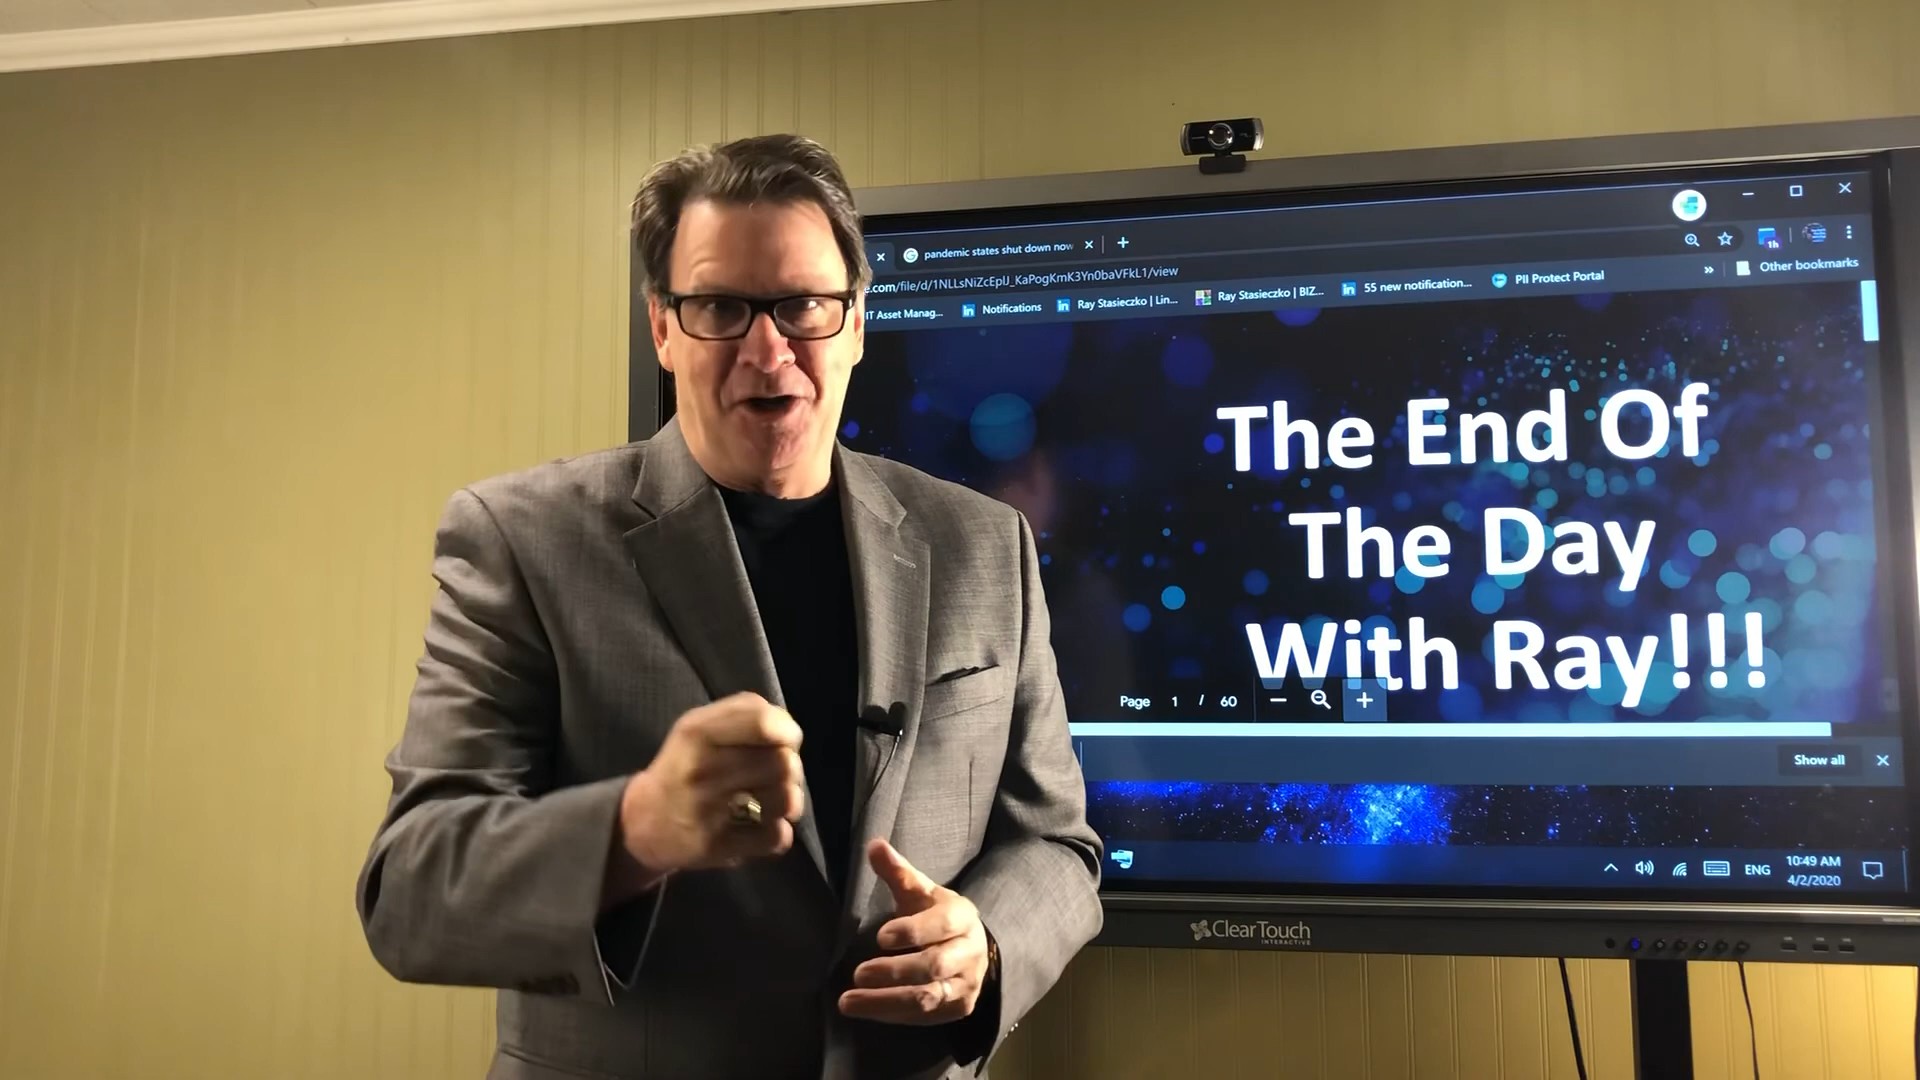 pandemic states shut down now
e.com/file/d/1NLLsNiZcEplJ_KaPogKmK3Yn0baVFkL1/view
IT Asset Manag... Notifications Ray Stasieczko | Lin... Ray Stasieczko | BIZ... 55 new notification... PII Protect Portal » Other bookmarks
1h
The End Of
The Day
With Ray!!!
Page 1 / 60
Show all
ENG 10:49 AM
4/2/2020
ClearTouch
INTERACTIVE